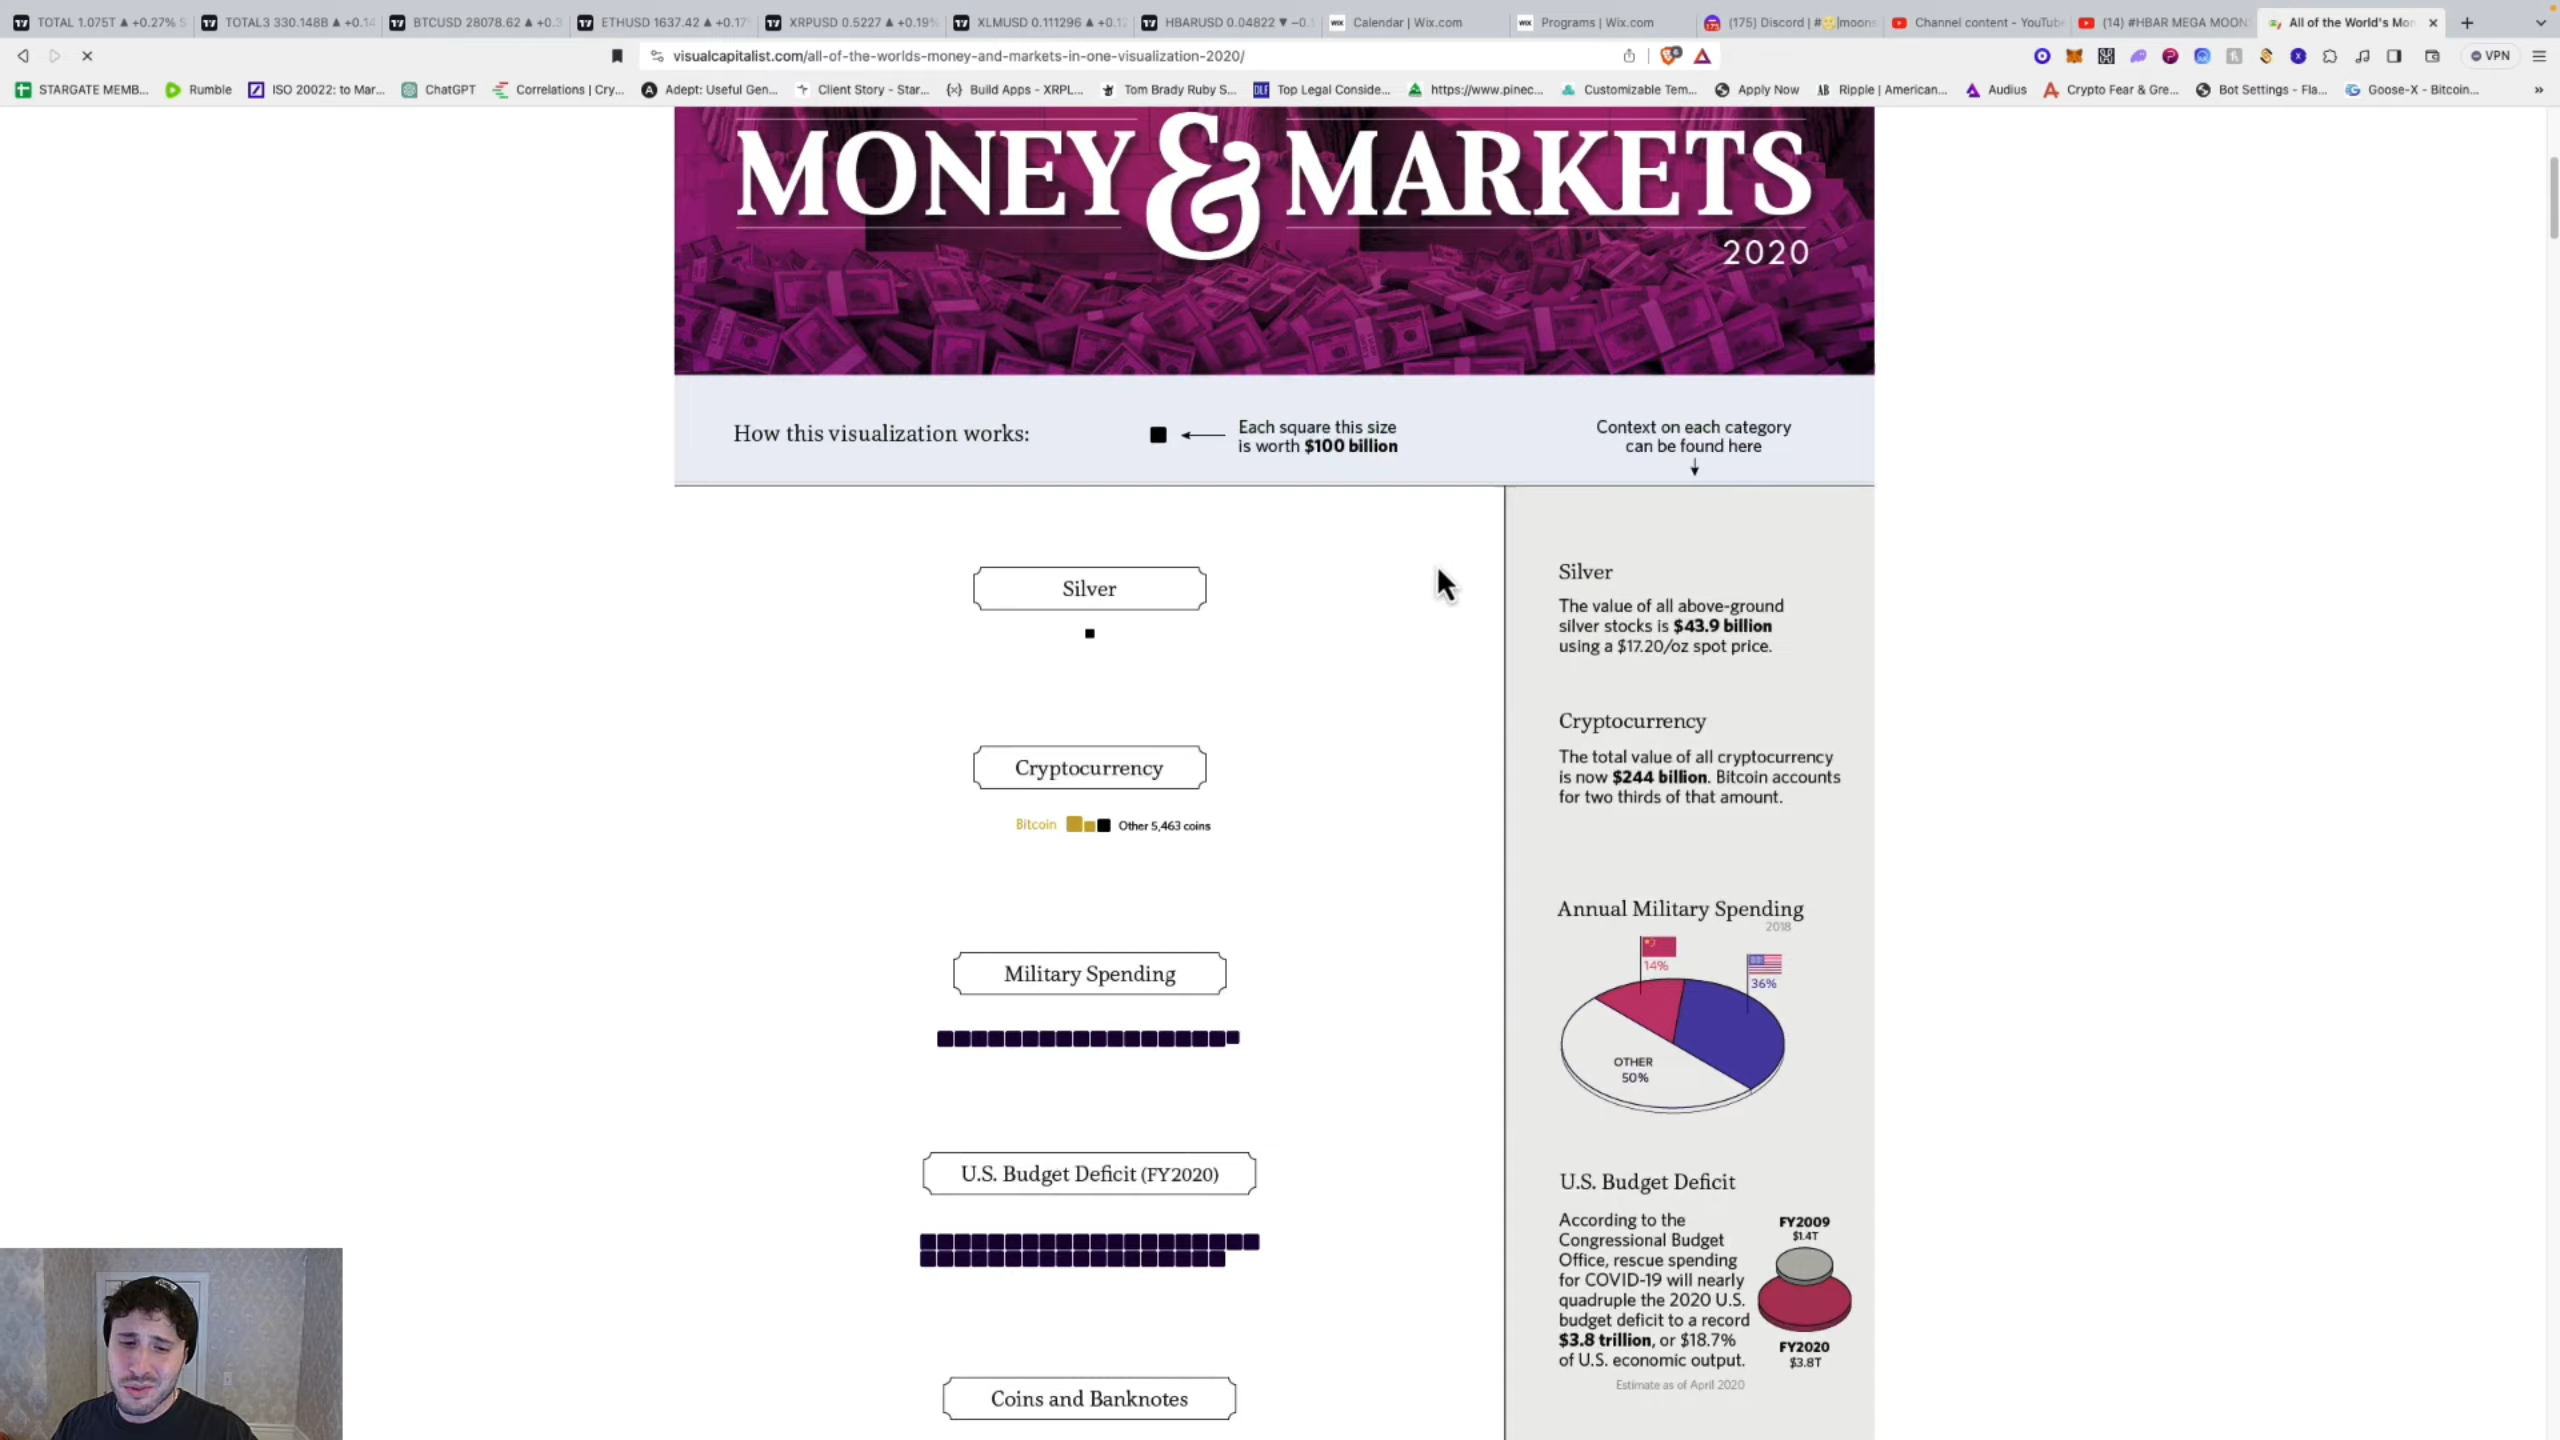 TOTAL 1.075T ▲ +0.27% S
TOTAL3 330.148B ▲ +0.14
BTCUSD 28078.62 ▲ +0.3
ETHUSD 1637.42 ▲ +0.17
XRPUSD 0.5227 ▲ +0.19%
XLMUSD 0.111296 ▲ +0.12
HBARUSD 0.04822 ▼ −0.
Calendar | Wix.com
Programs | Wix.com
(175) Discord | #🌝|moons
Channel content - YouTube
(14) #HBAR MEGA MOON
All of the World's Mon
visualcapitalist.com/all-of-the-worlds-money-and-markets-in-one-visualization-2020/
VPN
STARGATE MEMB...
Rumble
ISO 20022: to Mar...
ChatGPT
Correlations | Cry...
Adept: Useful Gen...
Client Story - Star...
Build Apps - XRPL...
Tom Brady Ruby S...
Top Legal Conside...
https://www.pinec...
Customizable Tem...
Apply Now
Ripple | American...
Audius
Crypto Fear & Gre...
Bot Settings - Fla...
Goose-X - Bitcoin...
MONEY & MARKETS
2020
How this visualization works:
Each square this size
is worth $100 billion
Context on each category
can be found here
Silver
Silver
The value of all above-ground
silver stocks is $43.9 billion
using a $17.20/oz spot price.
Cryptocurrency
Bitcoin
Other 5,463 coins
Cryptocurrency
The total value of all cryptocurrency
is now $244 billion. Bitcoin accounts
for two thirds of that amount.
Military Spending
Annual Military Spending
2018
14%
36%
OTHER
50%
U.S. Budget Deficit (FY2020)
U.S. Budget Deficit
According to the
Congressional Budget
Office, rescue spending
for COVID-19 will nearly
quadruple the 2020 U.S.
budget deficit to a record
$3.8 trillion, or $18.7%
of U.S. economic output.
Estimate as of April 2020
FY2009
$1.4T
FY2020
$3.8T
Coins and Banknotes